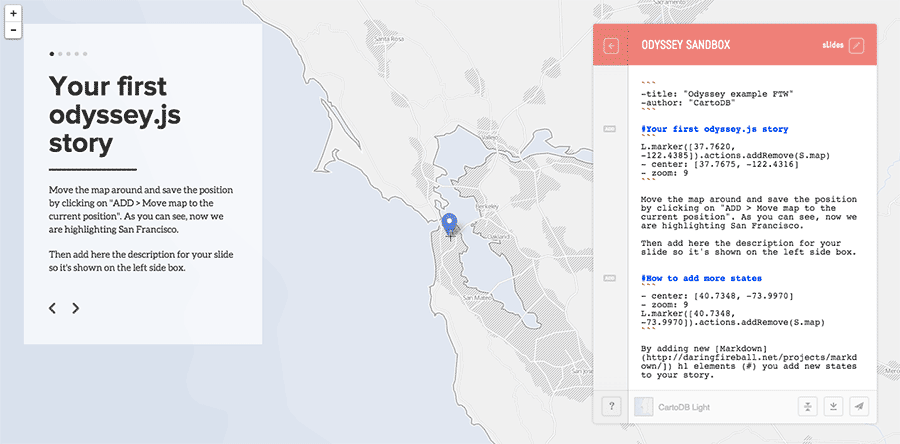 +
-
Your first
odyssey.js
story
Move the map around and save the position
by clicking on "ADD > Move map to the
current position". As you can see, now we
are highlighting San Francisco.
Then add here the description for your slide
so it's shown on the left side box.
Santa Rosa
Valley
Berkeley
Oakland
San Mateo
San Jose
Merc
ODYSSEY SANDBOX
slides
```
-title: "Odyssey example FTW"
-author: "CartoDB"
```
#Your first odyssey.js story
```
L.marker([37.7620,
-122.4385]).actions.addRemove(S.map)
- center: [37.7675, -122.4316]
- zoom: 9
```
Move the map around and save the position
by clicking on "ADD > Move map to the
current position". As you can see, now we
are highlighting San Francisco.
Then add here the description for your
slide so it's shown on the left side box.
#How to add more states
```
- center: [40.7348, -73.9970]
- zoom: 9
L.marker([40.7348,
-73.9970]).actions.addRemove(S.map)
```
By adding new [Markdown]
(http://daringfireball.net/projects/markd
own/]) h1 elements (#) you add new states
to your story.
?
CartoDB Light